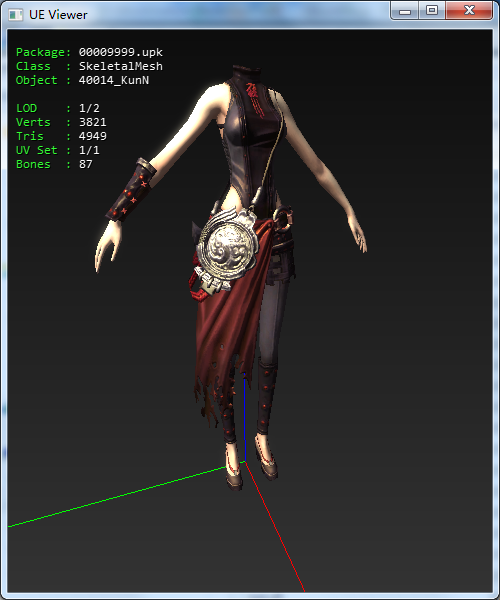 UE Viewer
Package: 00009999.upk
Class : SkeletalMesh
Object : 40014_KunN
LOD : 1/2
Verts : 3821
Tris : 4949
UV Set : 1/1
Bones : 87